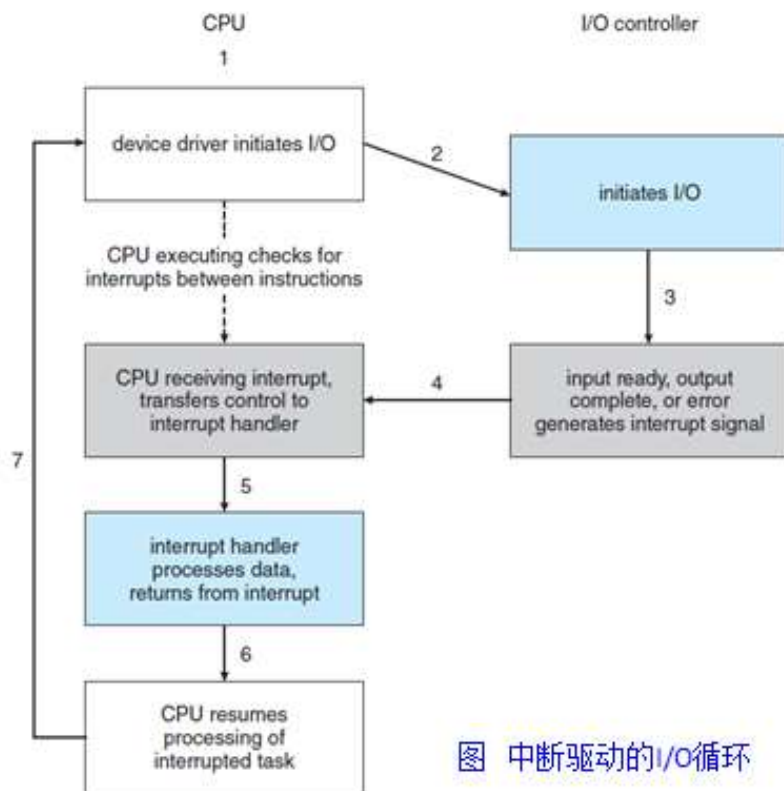 CPU
I/O controller
1
device driver initiates I/O
2
initiates I/O
CPU executing checks for
interrupts between instructions
3
CPU receiving interrupt,
transfers control to
interrupt handler
4
input ready, output
complete, or error
generates interrupt signal
7
5
interrupt handler
processes data,
returns from interrupt
6
CPU resumes
processing of
interrupted task
图 中断驱动的I/O循环